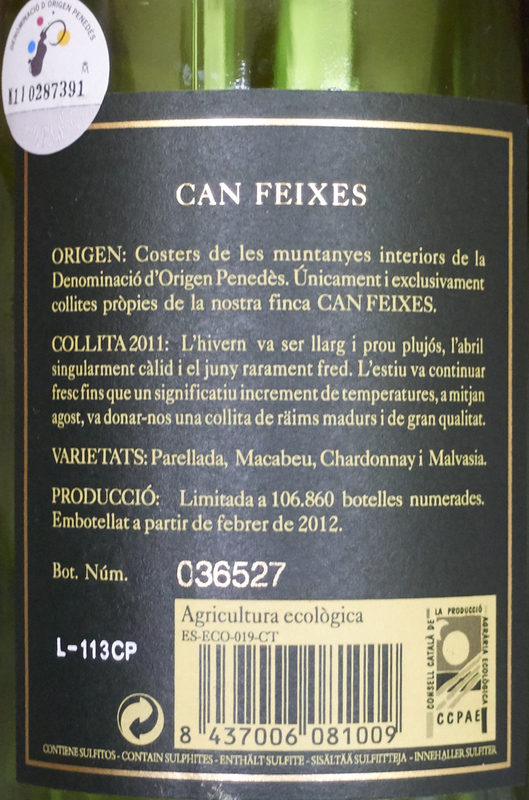 DENOMINACIÓ D'ORIGEN PENEDÈS
0287391
CAN FEIXES
ORIGEN: Costers de les muntanyes interiors de la
Denominació d'Origen Penedès. Únicament i exclusivament
collites pròpies de la nostra finca CAN FEIXES.
COLLITA 2011: L'hivern va ser llarg i prou plujós, l'abril
singularment càlid i el juny rarament fred. L'estiu va continuar
fresc fins que un significatiu increment de temperatures, a mitjan
agost, va donar-nos una collita de räims madurs i de gran qualitat.
VARIETATS: Parellada, Macabeu, Chardonnay i Malvasia.
PRODUCCIÓ: Limitada a 106.860 botelles numerades.
Embotellat a partir de febrer de 2012.
Bot. Núm. 036527
L-113CP
Agricultura ecològica
ES-ECO-019-CT
8 437006 081009
CONSELL CATALÀ DE
LA PRODUCCIÓ
AGRÀRIA ECOLÒGICA
CCPAE
CONTIENE SULFITOS - CONTAIN SULPHITES - ENTHÄLT SULFITE - SISÄLTÄÄ SULFIITTEJA - INNEHALLER SULFITER